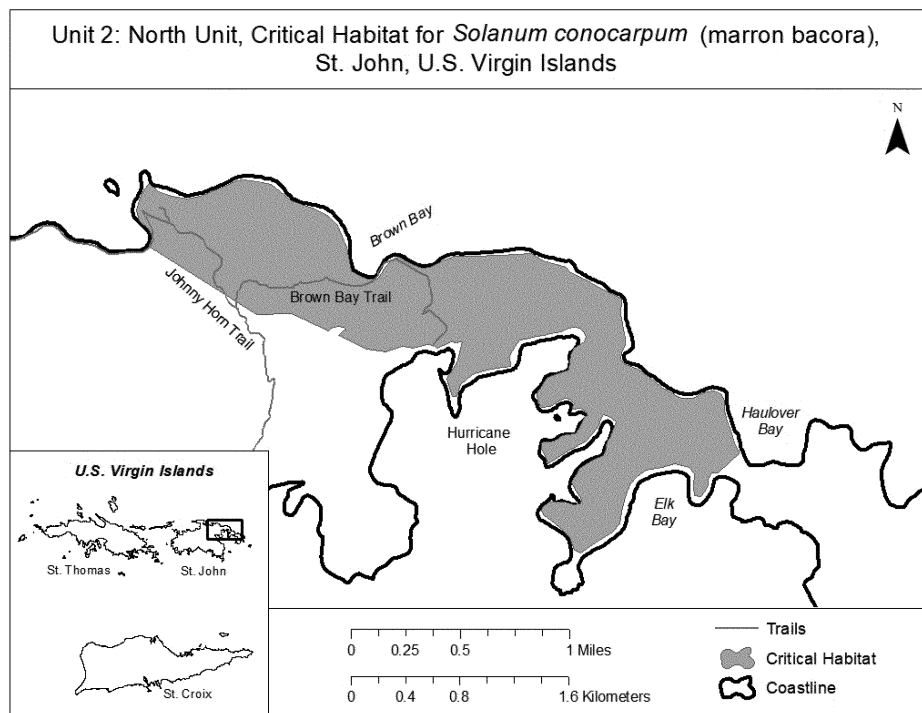 Unit 2: North Unit, Critical Habitat for Solanum conocarpum (marron bacora),
St. John, U.S. Virgin Islands
N
Brown Bay
Johnny Horn Trail
Brown Bay Trail
Hurricane
Hole
Haulover
Bay
Elk
Bay
U.S. Virgin Islands
St. Thomas
St. John
St. Croix
0 0.25 0.5 1 Miles
0 0.4 0.8 1.6 Kilometers
Trails
Critical Habitat
Coastline